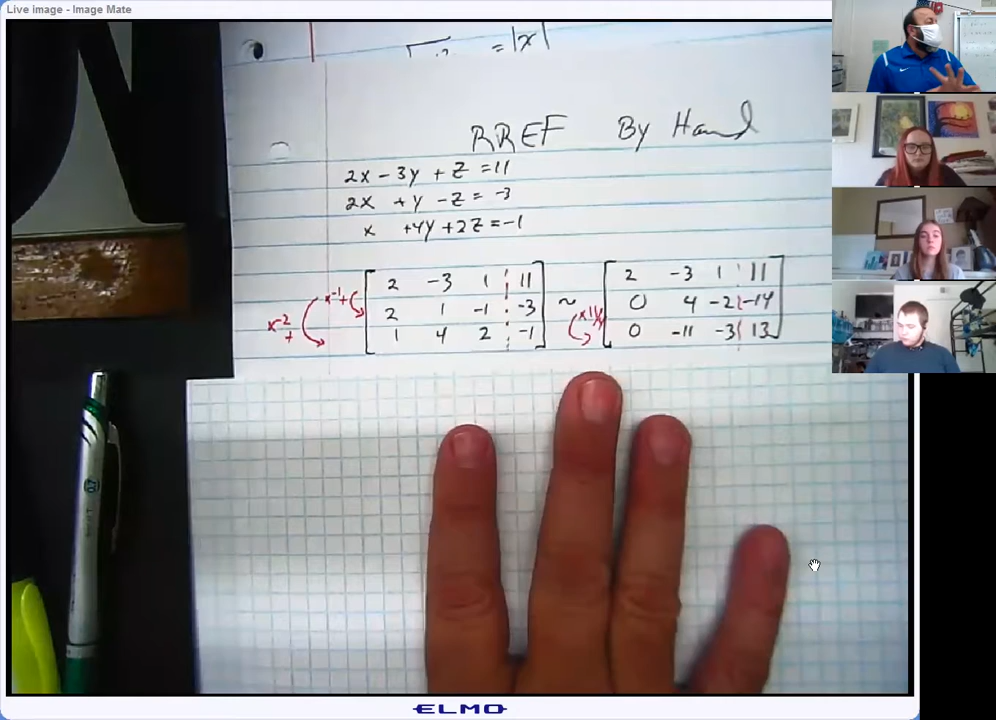 Live image - Image Mate
= |x|
RREF By Hand
2x - 3y + z = 11
2x + y - z = -3
x + 4y + 2z = -1
x-1+ [ 2 -3 1 ¦ 11 ] ~ [ 2 -3 1 ¦ 11 ]
x-2 + [ 2 1 -1 ¦ -3 ] [ 0 4 -2 ¦ -14 ]
[ 1 4 2 ¦ -1 ] [ 0 -11 -3 ¦ 13 ]
0.7
ELMO